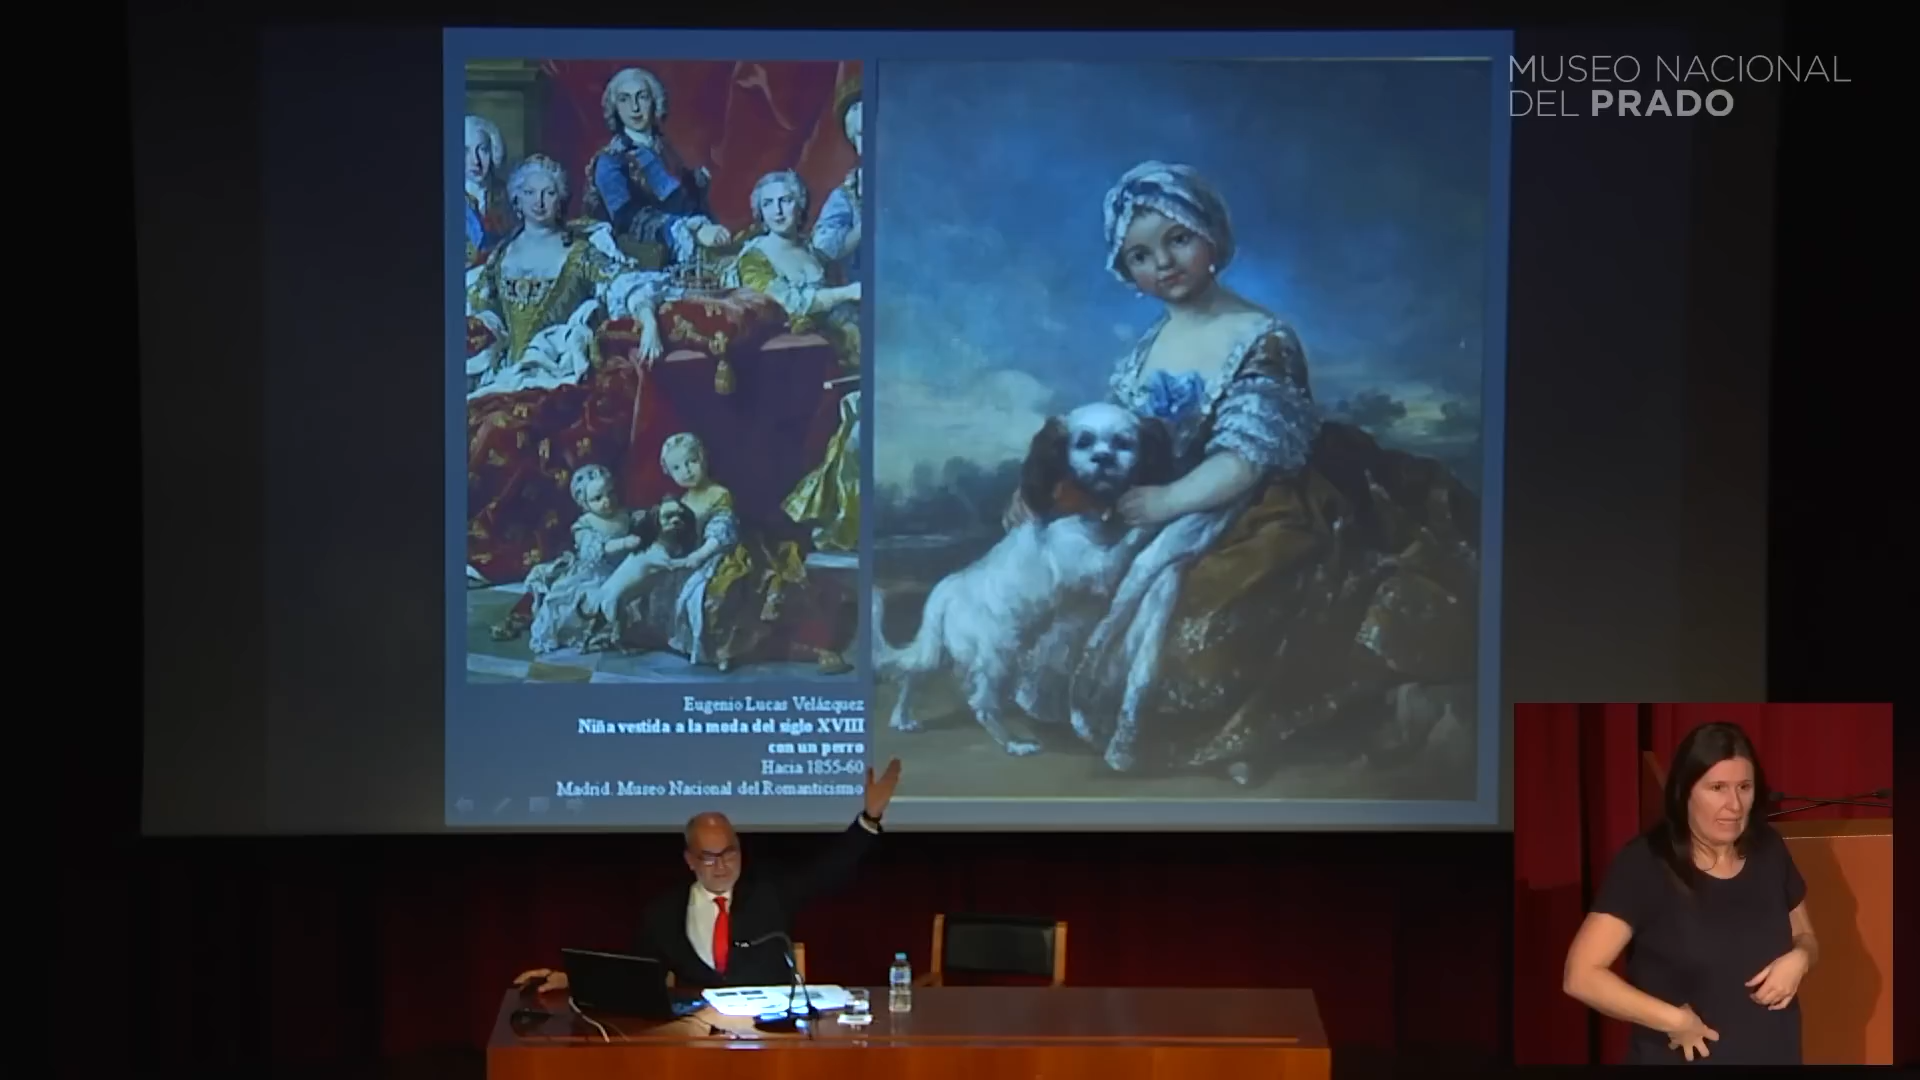 MUSEO NACIONAL
DEL PRADO
Eugenio Lucas Velázquez
Niña vestida a la moda del siglo XVIII
con un perro
Hacia 1855-60
Madrid. Museo Nacional del Romanticismo